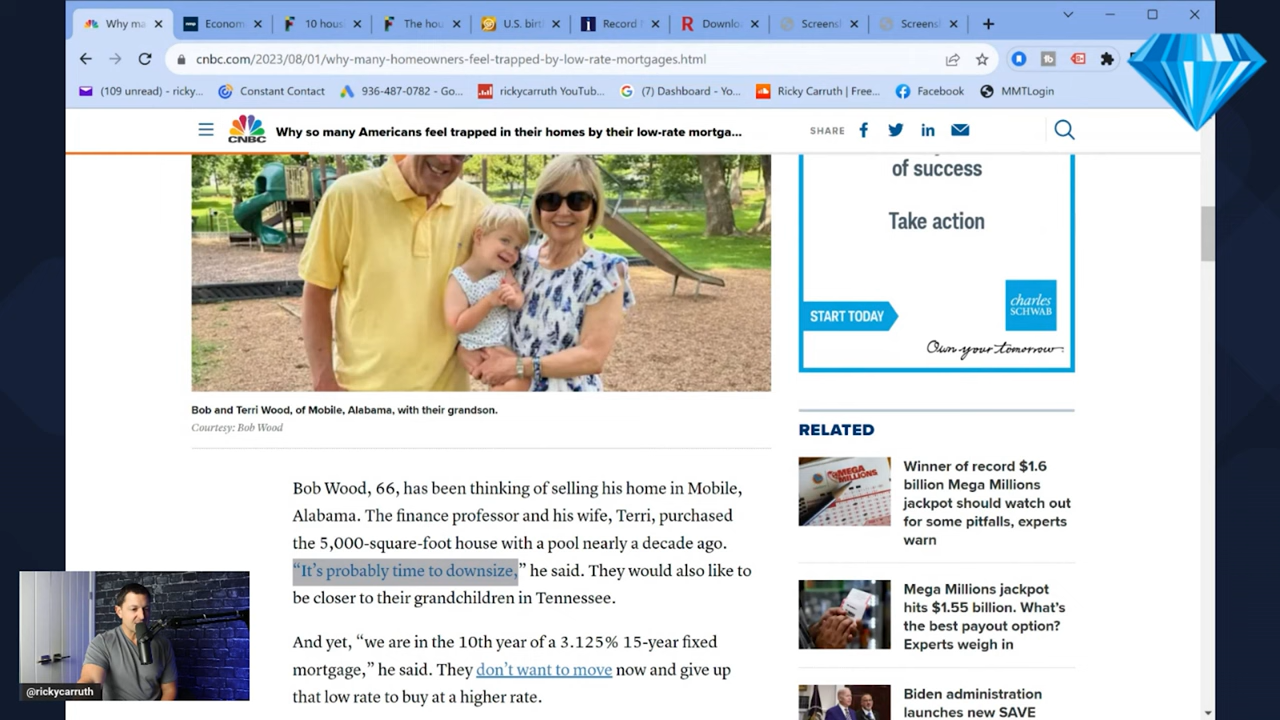 Why ma
Econom
10 hous
The hou
U.S. birt
Record
Downlo
Screensh
Screensh
cnbc.com/2023/08/01/why-many-homeowners-feel-trapped-by-low-rate-mortgages.html
(109 unread) - ricky...
Constant Contact
936-487-0782 - Go...
rickycarruth YouTub...
(7) Dashboard - Yo...
Ricky Carruth | Free...
Facebook
MMTLogin
CNBC
Why so many Americans feel trapped in their homes by their low-rate mortga...
SHARE
of success
Take action
START TODAY
charles
SCHWAB
Own your tomorrow
Bob and Terri Wood, of Mobile, Alabama, with their grandson.
Courtesy: Bob Wood
Bob Wood, 66, has been thinking of selling his home in Mobile,
Alabama. The finance professor and his wife, Terri, purchased
the 5,000-square-foot house with a pool nearly a decade ago.
“It’s probably time to downsize,” he said. They would also like to
be closer to their grandchildren in Tennessee.
And yet, “we are in the 10th year of a 3.125% 15-year fixed
mortgage,” he said. They don’t want to move now and give up
that low rate to buy at a higher rate.
RELATED
Winner of record $1.6
billion Mega Millions
jackpot should watch out
for some pitfalls, experts
warn
MEGA
MILLIONS
Mega Millions jackpot
hits $1.55 billion. What’s
the best payout option?
Experts weigh in
Biden administration
launches new SAVE
@rickycarruth